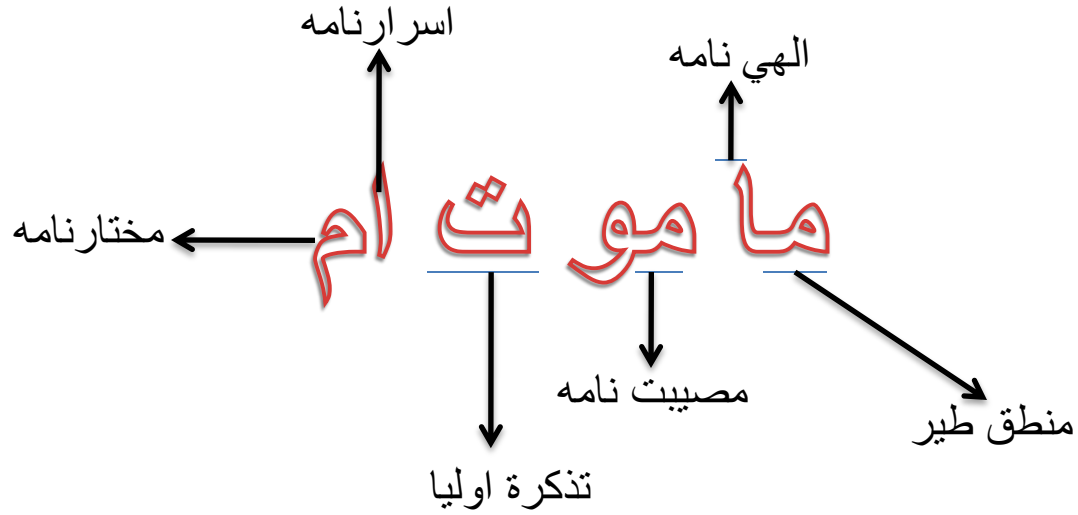 اسرارنامه
الهي نامه
ما موت ام
مختارنامه
مصيبت نامه
منطق طير
تذكرة اوليا